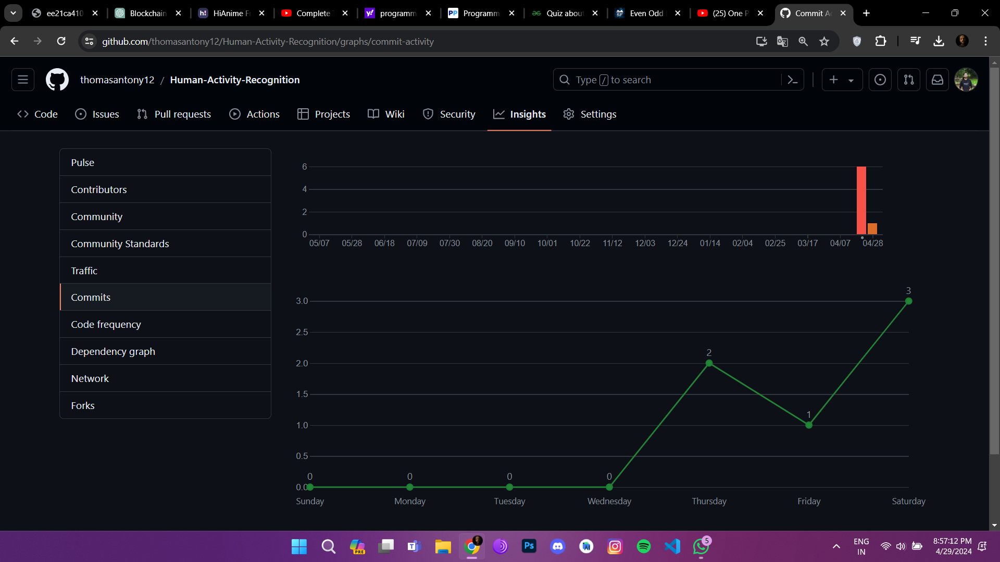 ee21ca410
Blockchain
HiAnime Fr
Complete
programm
Programm
Quiz about
Even Odd
(25) One P
Commit Ac
github.com/thomasantony12/Human-Activity-Recognition/graphs/commit-activity
thomasantony12 / Human-Activity-Recognition
Type / to search
Code
Issues
Pull requests
Actions
Projects
Wiki
Security
Insights
Settings
Pulse
Contributors
Community
Community Standards
Traffic
Commits
Code frequency
Dependency graph
Network
Forks
6
4
2
0
05/07 05/28 06/18 07/09 07/30 08/20 09/10 10/01 10/22 11/12 12/03 12/24 01/14 02/04 02/25 03/17 04/07 04/28
3
3.0
2.5
2
2.0
1.5
1
1.0
0.5
0 0 0 0
0.0
Sunday Monday Tuesday Wednesday Thursday Friday Saturday
PRE
Ps
5
ENG
IN
8:57:12 PM
4/29/2024